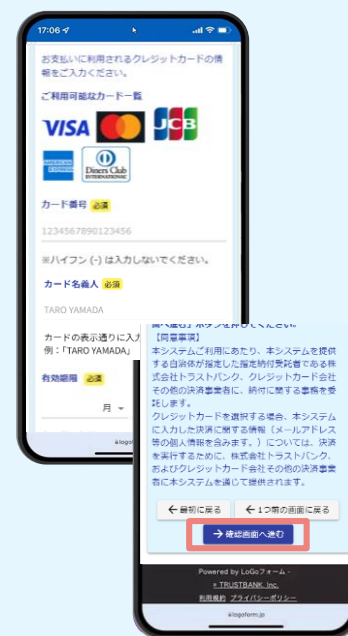 17:06
お支払いに利用されるクレジットカードの情
報をご入力ください。
ご利用可能なカード一覧
VISA
JCB
AMERICAN
EXPRESS
Diners Club
INTERNATIONAL
カード番号 必須
1234567890123456
※ハイフン (-) は入力しないでください。
カード名義人 必須
TARO YAMADA
カードの表示通りに入力
例：「TARO YAMADA」
有効期限 必須
月
【同意事項】
本システムご利用にあたり、本システムを提供
する自治体が指定した指定納付受託者である株
式会社トラストバンク、クレジットカード会社
その他の決済事業者に、納付に関する事務を委
託します。
クレジットカードを選択する場合、本システム
に入力した決済に関する情報（メールアドレス
等の個人情報を含みます。）については、決済
を実行するために、株式会社トラストバンク、
およびクレジットカード会社その他の決済事業
者に本システムを通じて提供されます。
←最初に戻る
←1つ前の画面に戻る
→確認画面へ進む
Powered by LoGoフォーム -
TRUSTBANK, Inc.
利用規約 プライバシーポリシー
logoform.jp